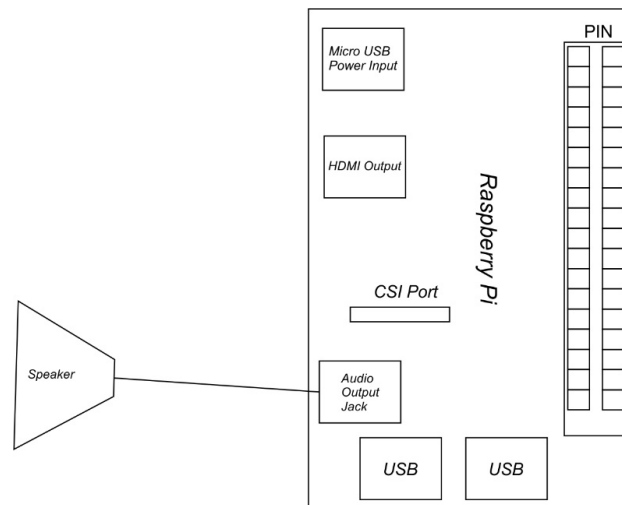 PIN
Micro USB
Power Input
HDMI Output
Raspberry Pi
CSI Port
Speaker
Audio
Output
Jack
USB
USB